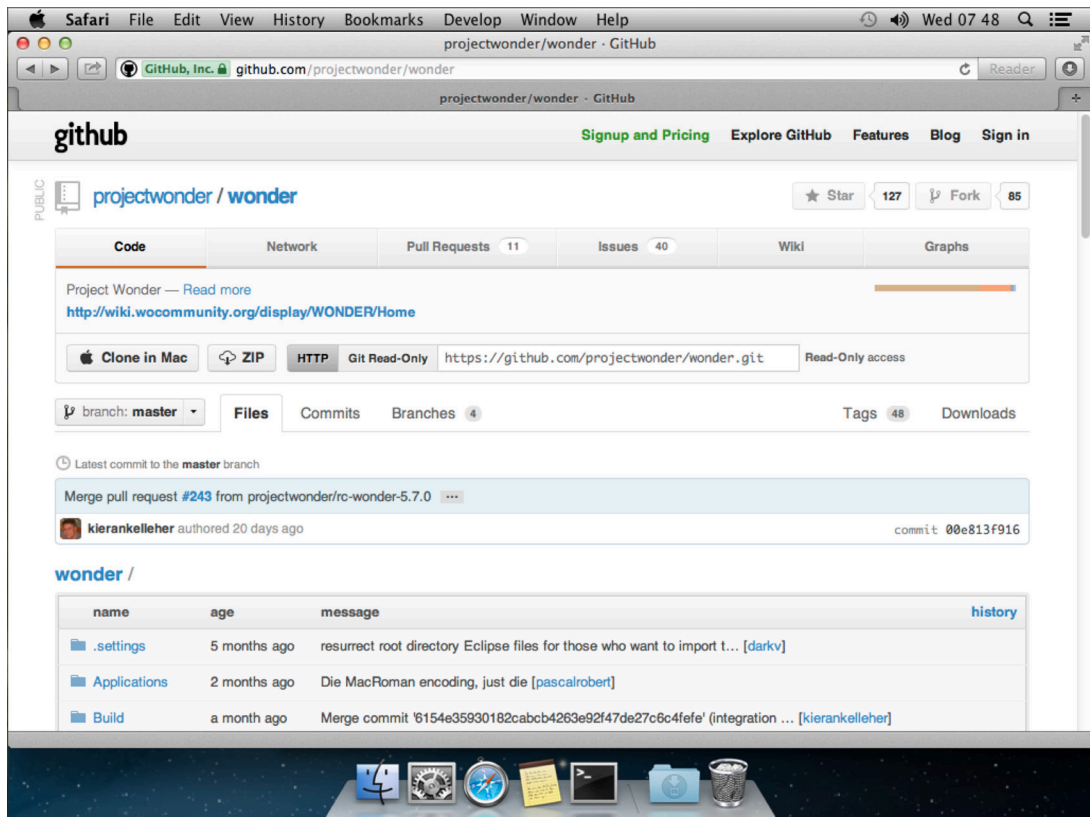 Safari File Edit View History Bookmarks Develop Window Help Wed 07 48
projectwonder/wonder · GitHub
GitHub, Inc. github.com/projectwonder/wonder Reader
projectwonder/wonder · GitHub
github Signup and Pricing Explore GitHub Features Blog Sign in
PUBLIC projectwonder / wonder Star 127 Fork 85
Code Network Pull Requests 11 Issues 40 Wiki Graphs
Project Wonder — Read more
http://wiki.wocommunity.org/display/WONDER/Home
Clone in Mac ZIP HTTP Git Read-Only https://github.com/projectwonder/wonder.git Read-Only access
branch: master Files Commits Branches 4 Tags 48 Downloads
Latest commit to the master branch
Merge pull request #243 from projectwonder/rc-wonder-5.7.0 ...
kierankelleher authored 20 days ago commit 00e813f916
wonder /
name age message history
.settings 5 months ago resurrect root directory Eclipse files for those who want to import t… [darkv]
Applications 2 months ago Die MacRoman encoding, just die [pascalrobert]
Build a month ago Merge commit '6154e35930182cabcb4263e92f47de27c6c4fefe' (integration … [kierankelleher]